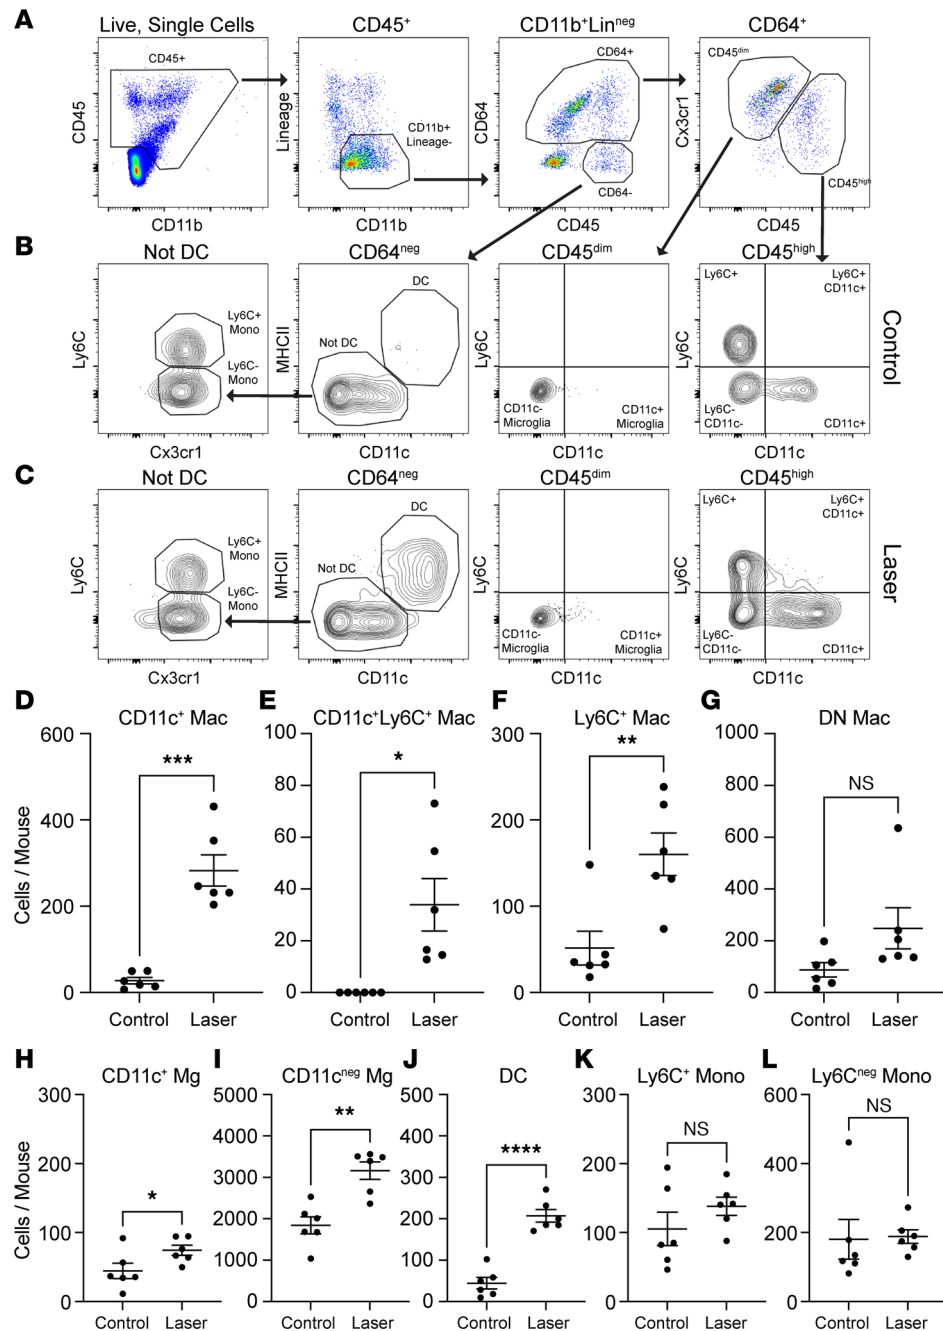 A
Live, Single Cells
CD45⁺
CD11b⁺Linⁿᵉᵍ
CD64⁺
CD45
CD45+
CD11b
Lineage
CD11b+
Lineage-
CD11b
CD64
CD64+
CD64-
CD45
Cx3cr1
CD45ᵈⁱᵐ
CD45ʰⁱᵍʰ
CD45
B
Not DC
CD64ⁿᵉᵍ
CD45ᵈⁱᵐ
CD45ʰⁱᵍʰ
Ly6C
Ly6C+
Mono
Ly6C-
Mono
Cx3cr1
MHCII
DC
Not DC
CD11c
Ly6C
CD11c-
Microglia
CD11c+
Microglia
CD11c
Ly6C
Ly6C+
Ly6C+
CD11c+
Ly6C-
CD11c-
CD11c+
CD11c
Control
C
Not DC
CD64ⁿᵉᵍ
CD45ᵈⁱᵐ
CD45ʰⁱᵍʰ
Ly6C
Ly6C+
Mono
Ly6C-
Mono
Cx3cr1
MHCII
DC
Not DC
CD11c
Ly6C
CD11c-
Microglia
CD11c+
Microglia
CD11c
Ly6C
Ly6C+
Ly6C+
CD11c+
Ly6C-
CD11c-
CD11c+
CD11c
Laser
D
CD11c⁺ Mac
Cells / Mouse
600
400
200
0
***
Control
Laser
E
CD11c⁺Ly6C⁺ Mac
100
80
60
40
20
0
*
Control
Laser
F
Ly6C⁺ Mac
300
200
100
0
**
Control
Laser
G
DN Mac
1000
800
600
400
200
0
NS
Control
Laser
H
CD11c⁺ Mg
Cells / Mouse
300
200
100
0
*
Control
Laser
I
CD11cⁿᵉᵍ Mg
5000
4000
3000
2000
1000
0
**
Control
Laser
J
DC
500
400
300
200
100
0
****
Control
Laser
K
Ly6C⁺ Mono
300
200
100
0
NS
Control
Laser
L
Ly6Cⁿᵉᵍ Mono
600
400
200
0
NS
Control
Laser